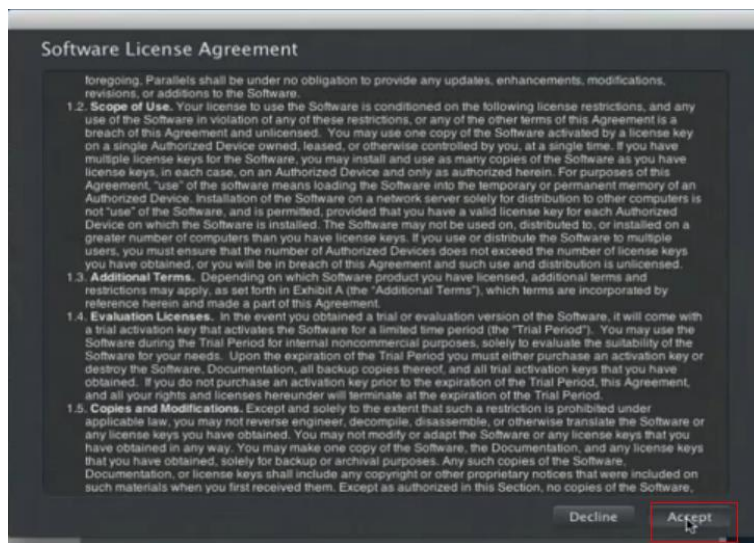 Software License Agreement
foregoing. Parallels shall be under no obligation to provide any updates, enhancements, modifications,
revisions, or additions to the Software.
1.2. Scope of Use. Your license to use the Software is conditioned on the following license restrictions, and any
use of the Software in violation of any of these restrictions, or any of the other terms of this Agreement is a
breach of this Agreement and unlicensed. You may use one copy of the Software activated by a license key
on a single Authorized Device owned, leased, or otherwise controlled by you, at a single time. If you have
multiple license keys for the Software, you may install and use as many copies of the Software as you have
license keys, in each case, on an Authorized Device and only as authorized herein. For purposes of this
Agreement, "use" of the software means loading the Software into the temporary or permanent memory of an
Authorized Device. Installation of the Software on a network server solely for distribution to other computers is
not "use" of the Software, and is permitted, provided that you have a valid license key for each Authorized
Device on which the Software is installed. The Software may not be used on, distributed to, or installed on a
greater number of computers than you have license keys. If you use or distribute the Software to multiple
users, you must ensure that the number of Authorized Devices does not exceed the number of license keys
you have obtained, or you will be in breach of this Agreement and such use and distribution is unlicensed.
1.3. Additional Terms. Depending on which Software product you have licensed, additional terms and
restrictions may apply, as set forth in Exhibit A (the "Additional Terms"), which terms are incorporated by
reference herein and made a part of this Agreement.
1.4. Evaluation Licenses. In the event you obtained a trial or evaluation version of the Software, it will come with
a trial activation key that activates the Software for a limited time period (the "Trial Period"). You may use the
Software during the Trial Period for internal noncommercial purposes, solely to evaluate the suitability of the
Software for your needs. Upon the expiration of the Trial Period you must either purchase an activation key or
destroy the Software, Documentation, all backup copies thereof, and all trial activation keys that you have
obtained. If you do not purchase an activation key prior to the expiration of the Trial Period, this Agreement,
and all your rights and licenses hereunder will terminate at the expiration of the Trial Period.
1.5. Copies and Modifications. Except and solely to the extent that such a restriction is prohibited under
applicable law, you may not reverse engineer, decompile, disassemble, or otherwise translate the Software or
any license keys you have obtained. You may not modify or adapt the Software or any license keys that you
have obtained in any way. You may make one copy of the Software, the Documentation, and any license keys
that you have obtained, solely for backup or archival purposes. Any such copies of the Software,
Documentation, or license keys shall include any copyright or other proprietary notices that were included on
such materials when you first received them. Except as authorized in this Section, no copies of the Software,
Decline
Accept